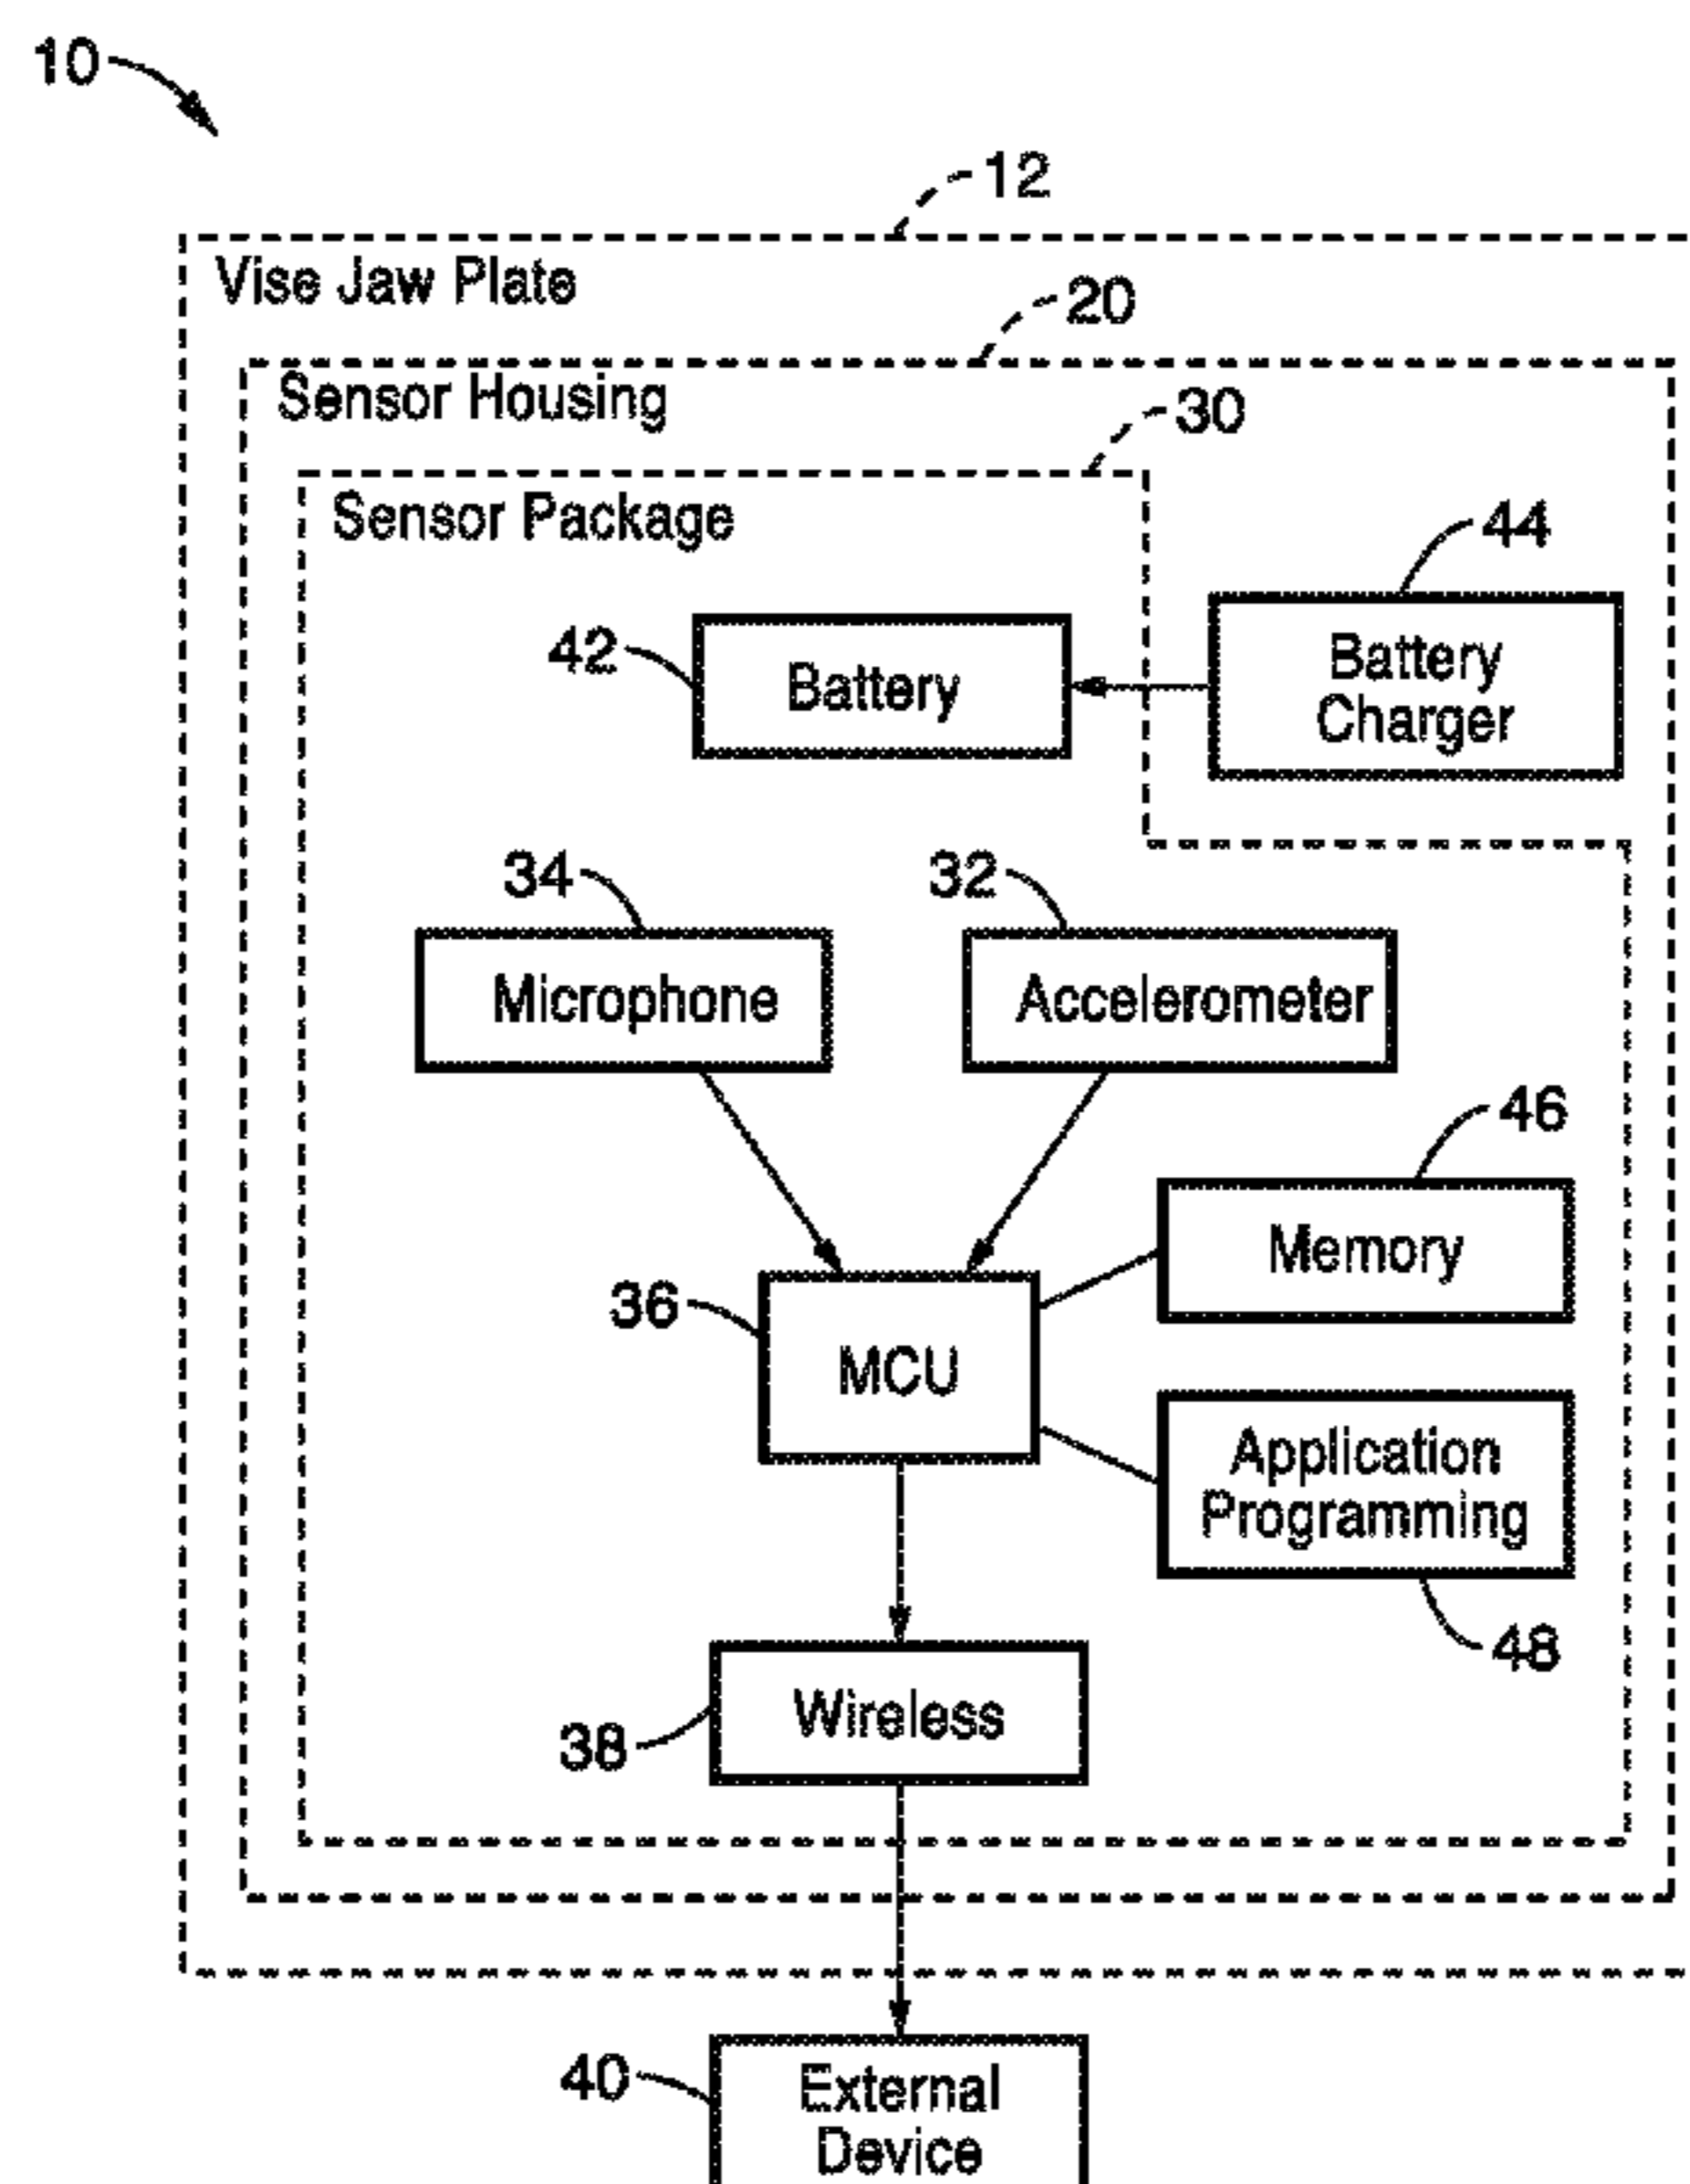 10
12
Vise Jaw Plate
20
Sensor Housing
30
Sensor Package
44
42
Battery
Battery
Charger
34
32
Microphone
Accelerometer
46
Memory
36
MCU
Application
Programming
48
Wireless
38
40
External
Device